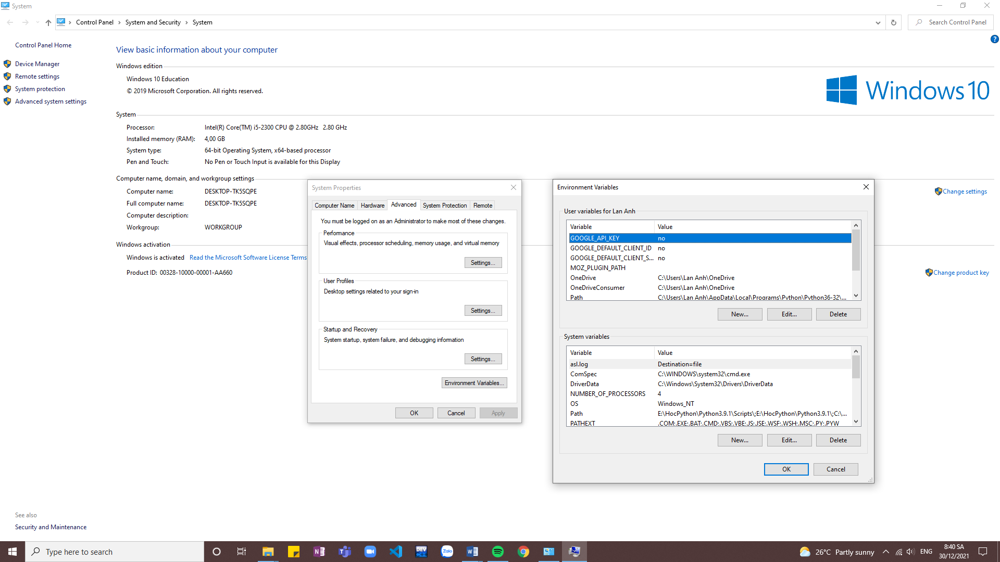 System
Control Panel › System and Security › System
Search Control Panel
?
Control Panel Home
Device Manager
Remote settings
System protection
Advanced system settings
View basic information about your computer
Windows edition
Windows 10 Education
© 2019 Microsoft Corporation. All rights reserved.
Windows 10
System
Processor: Intel(R) Core(TM) i5-2300 CPU @ 2.80GHz 2.80 GHz
Installed memory (RAM): 4,00 GB
System type: 64-bit Operating System, x64-based processor
Pen and Touch: No Pen or Touch Input is available for this Display
Computer name, domain, and workgroup settings
Computer name: DESKTOP-TK5SQPE
Change settings
Full computer name: DESKTOP-TK5SQPE
Computer description:
Workgroup: WORKGROUP
Windows activation
Windows is activated Read the Microsoft Software License Terms
Product ID: 00328-10000-00001-AA660
Change product key
See also
Security and Maintenance
System Properties
Computer Name Hardware Advanced System Protection Remote
You must be logged on as an Administrator to make most of these changes.
Performance
Visual effects, processor scheduling, memory usage, and virtual memory
Settings...
User Profiles
Desktop settings related to your sign-in
Settings...
Startup and Recovery
System startup, system failure, and debugging information
Settings...
Environment Variables...
OK Cancel Apply
Environment Variables
User variables for Lan Anh
Variable Value
GOOGLE_API_KEY no
GOOGLE_DEFAULT_CLIENT_ID no
GOOGLE_DEFAULT_CLIENT_S... no
MOZ_PLUGIN_PATH
OneDrive C:\Users\Lan Anh\OneDrive
OneDriveConsumer C:\Users\Lan Anh\OneDrive
Path C:\Users\Lan Anh\AppData\Local\Programs\Python\Python36-32\...
New... Edit... Delete
System variables
Variable Value
asl.log Destination=file
ComSpec C:\WINDOWS\system32\cmd.exe
DriverData C:\Windows\System32\Drivers\DriverData
NUMBER_OF_PROCESSORS 4
OS Windows_NT
Path E:\HocPython\Python3.9.1\Scripts\;E:\HocPython\Python3.9.1\;C:\...
PATHEXT .COM;.EXE;.BAT;.CMD;.VBS;.VBE;.JS;.JSE;.WSF;.WSH;.MSC;.PY;.PYW
New... Edit... Delete
OK Cancel
Type here to search
N
T
DEV
Zalo
W
26°C Partly sunny
ENG
8:40 SA
30/12/2021